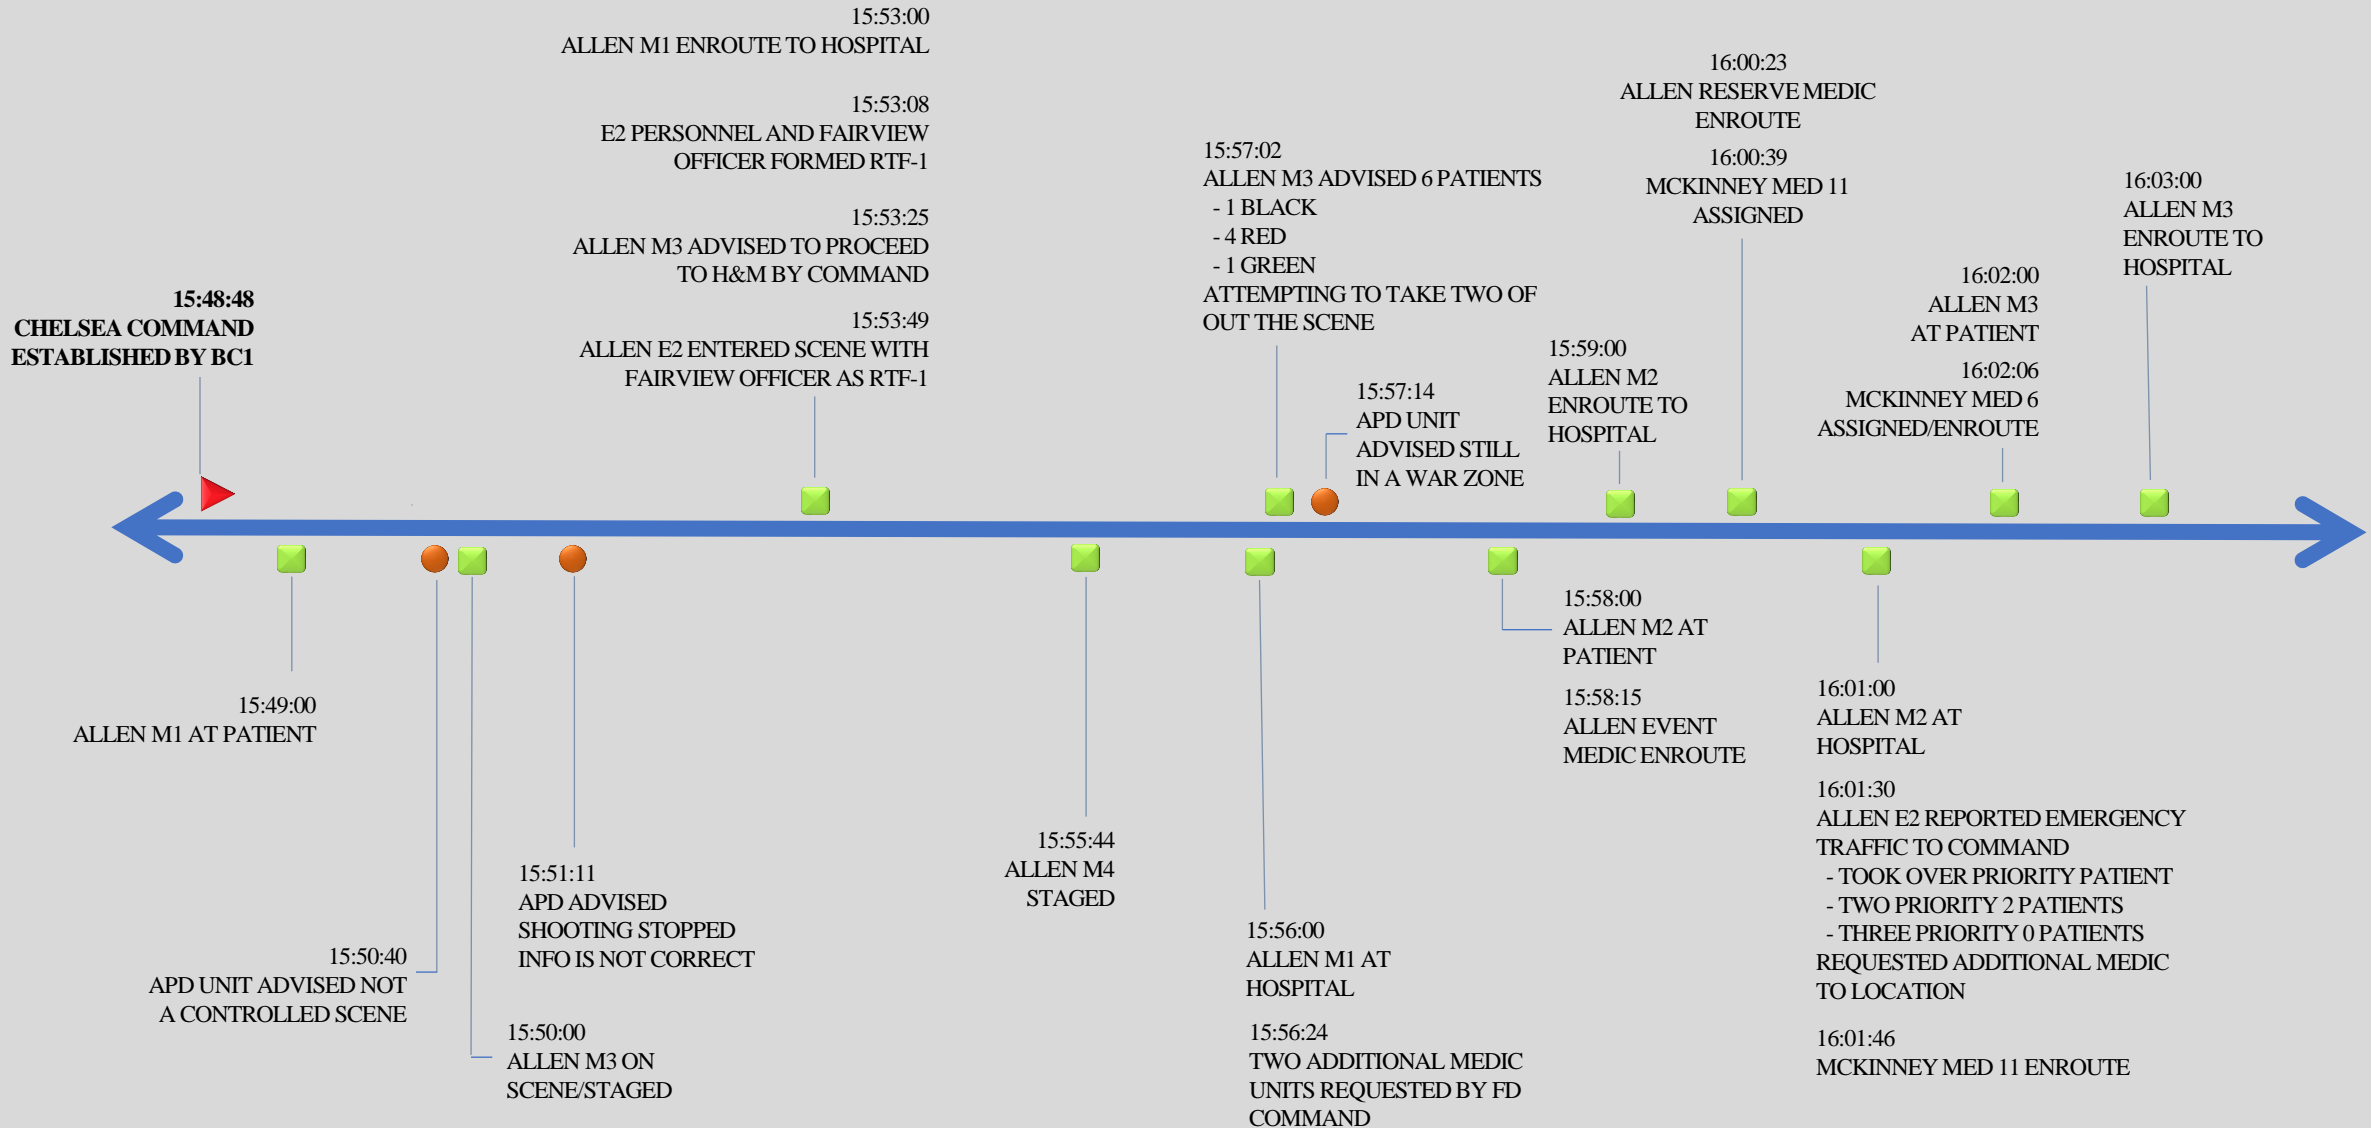 15:53:00
ALLEN M1 ENROUTE TO HOSPITAL
15:53:08
E2 PERSONNEL AND FAIRVIEW
OFFICER FORMED RTF-1
15:53:25
ALLEN M3 ADVISED TO PROCEED
TO H&M BY COMMAND
15:53:49
ALLEN E2 ENTERED SCENE WITH
FAIRVIEW OFFICER AS RTF-1
15:48:48
CHELSEA COMMAND
ESTABLISHED BY BC1
15:57:02
ALLEN M3 ADVISED 6 PATIENTS
- 1 BLACK
- 4 RED
- 1 GREEN
ATTEMPTING TO TAKE TWO OF
OUT THE SCENE
15:57:14
APD UNIT
ADVISED STILL
IN A WAR ZONE
15:59:00
ALLEN M2
ENROUTE TO
HOSPITAL
16:00:23
ALLEN RESERVE MEDIC
ENROUTE
16:00:39
MCKINNEY MED 11
ASSIGNED
16:02:00
ALLEN M3
AT PATIENT
16:02:06
MCKINNEY MED 6
ASSIGNED/ENROUTE
16:03:00
ALLEN M3
ENROUTE TO
HOSPITAL
15:49:00
ALLEN M1 AT PATIENT
15:50:40
APD UNIT ADVISED NOT
A CONTROLLED SCENE
15:50:00
ALLEN M3 ON
SCENE/STAGED
15:51:11
APD ADVISED
SHOOTING STOPPED
INFO IS NOT CORRECT
15:55:44
ALLEN M4
STAGED
15:56:00
ALLEN M1 AT
HOSPITAL
15:56:24
TWO ADDITIONAL MEDIC
UNITS REQUESTED BY FD
COMMAND
15:58:00
ALLEN M2 AT
PATIENT
15:58:15
ALLEN EVENT
MEDIC ENROUTE
16:01:00
ALLEN M2 AT
HOSPITAL
16:01:30
ALLEN E2 REPORTED EMERGENCY
TRAFFIC TO COMMAND
- TOOK OVER PRIORITY PATIENT
- TWO PRIORITY 2 PATIENTS
- THREE PRIORITY 0 PATIENTS
REQUESTED ADDITIONAL MEDIC
TO LOCATION
16:01:46
MCKINNEY MED 11 ENROUTE